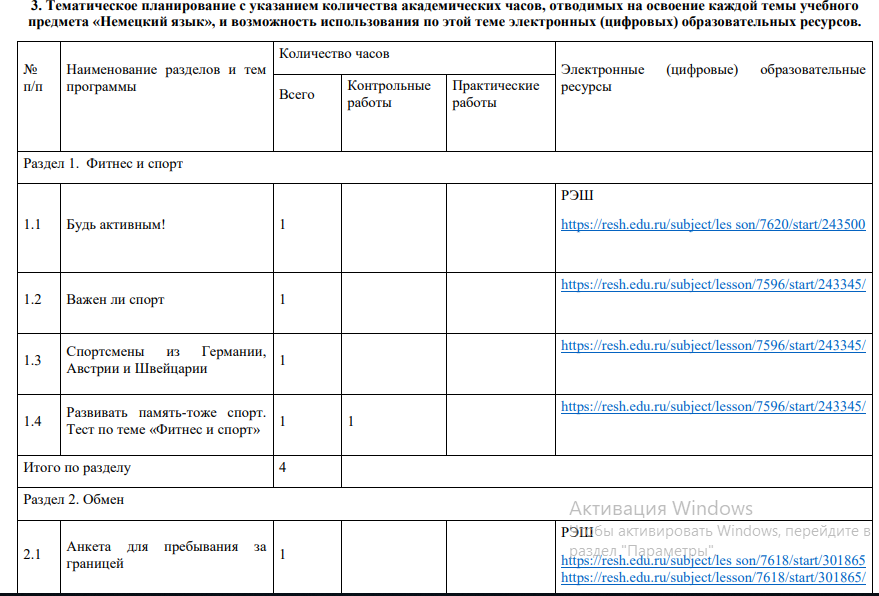 3. Тематическое планирование с указанием количества академических часов, отводимых на освоение каждой темы учебного
предмета «Немецкий язык», и возможность использования по этой теме электронных (цифровых) образовательных ресурсов.
№
п/п
Наименование разделов и тем
программы
Количество часов
Всего
Контрольные
работы
Практические
работы
Электронные (цифровые) образовательные
ресурсы
Раздел 1. Фитнес и спорт
1.1
Будь активным!
1
РЭШ
https://resh.edu.ru/subject/les son/7620/start/243500
1.2
Важен ли спорт
1
https://resh.edu.ru/subject/lesson/7596/start/243345/
1.3
Спортсмены из Германии,
Австрии и Швейцарии
1
https://resh.edu.ru/subject/lesson/7596/start/243345/
1.4
Развивать память-тоже спорт.
Тест по теме «Фитнес и спорт»
1
1
https://resh.edu.ru/subject/lesson/7596/start/243345/
Итого по разделу
4
Раздел 2. Обмен
2.1
Анкета для пребывания за
границей
1
РЭШ
https://resh.edu.ru/subject/les son/7618/start/301865
https://resh.edu.ru/subject/lesson/7618/start/301865/
Активация Windows
Чтобы активировать Windows, перейдите в
раздел "Параметры".